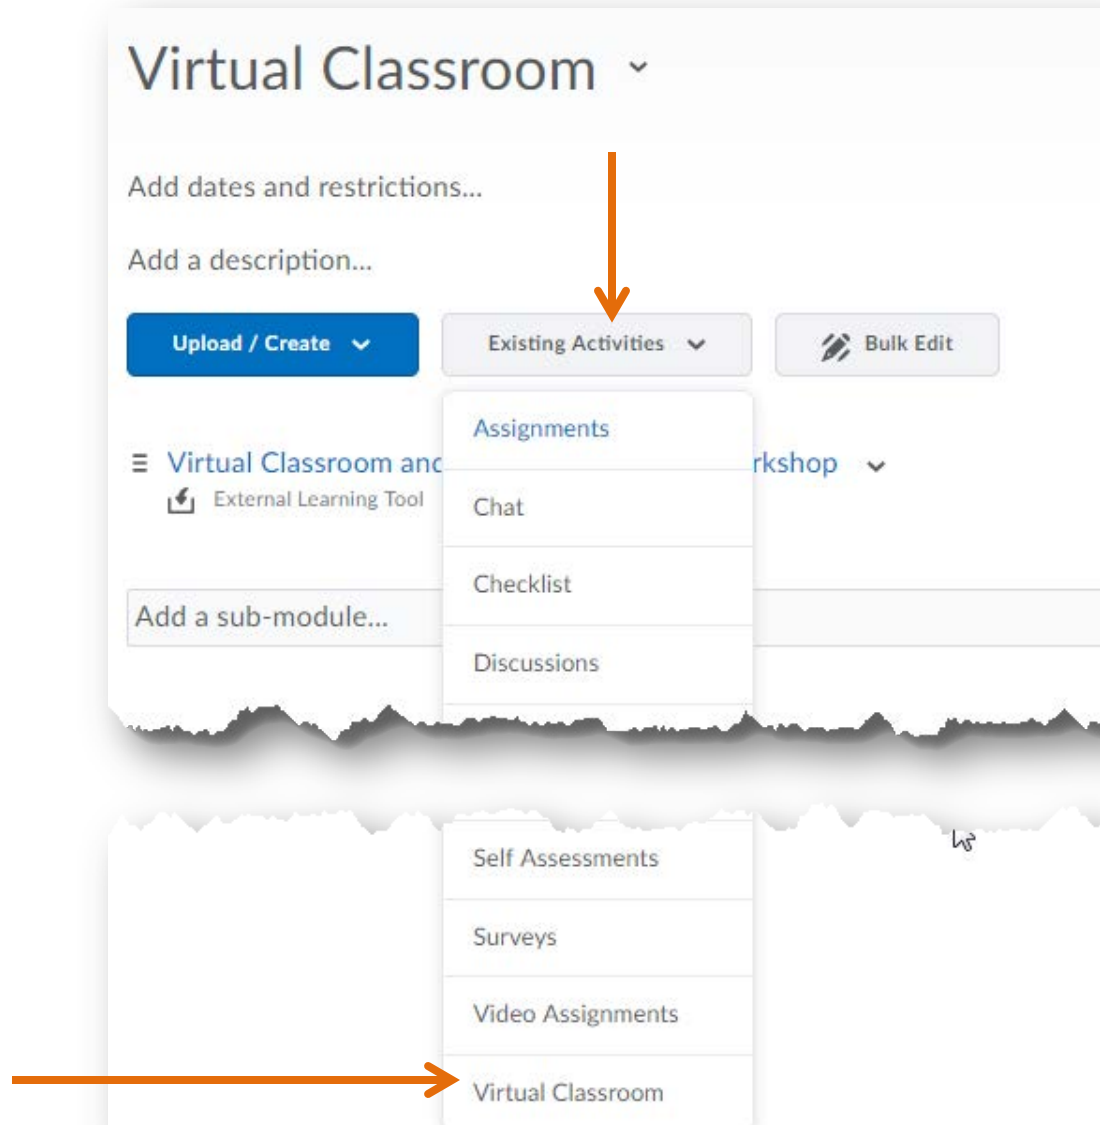 Virtual Classroom
Add dates and restrictions...
Add a description...
Upload / Create
Existing Activities
Bulk Edit
Assignments
Virtual Classroom and
rkshop
External Learning Tool
Chat
Checklist
Add a sub-module...
Discussions
Self Assessments
Surveys
Video Assignments
Virtual Classroom